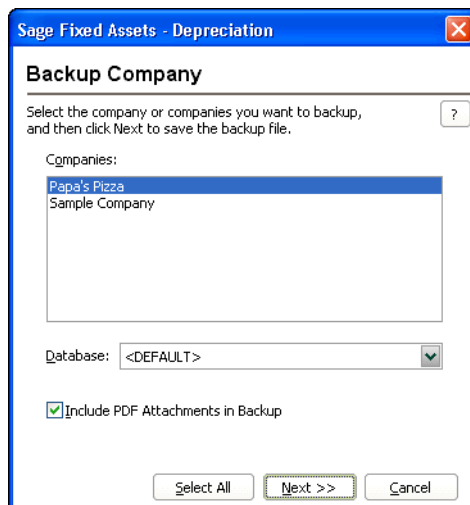 Sage Fixed Assets - Depreciation
Backup Company
Select the company or companies you want to backup,
and then click Next to save the backup file.
?
Companies:
Papa's Pizza
Sample Company
Database: <DEFAULT>
Include PDF Attachments in Backup
Select All Next >> Cancel